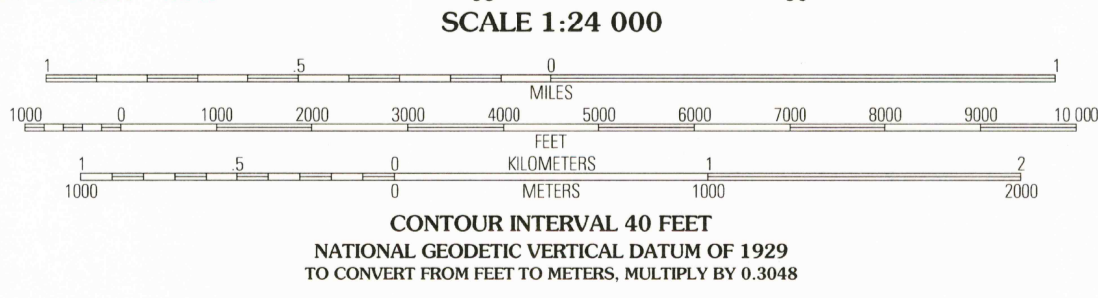 SCALE 1:24 000
1 .5 0 1
MILES
1000 0 1000 2000 3000 4000 5000 6000 7000 8000 9000 10 000
FEET
1 .5 0 KILOMETERS 1 2
1000 0 METERS 1000 2000
CONTOUR INTERVAL 40 FEET
NATIONAL GEODETIC VERTICAL DATUM OF 1929
TO CONVERT FROM FEET TO METERS, MULTIPLY BY 0.3048